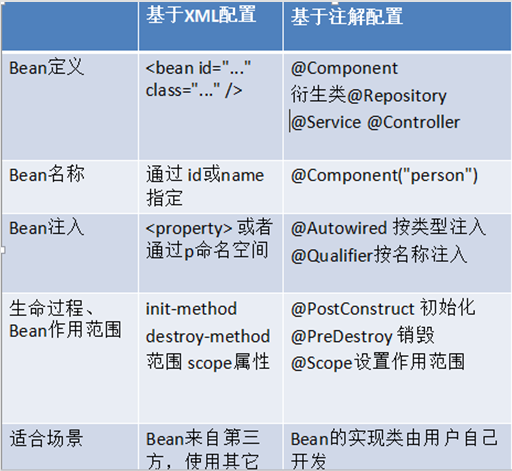 基于XML配置
基于注解配置
Bean定义
<bean id="..."
class="..." />
@Component
衍生类@Repository
@Service @Controller
Bean名称
通过 id或name
指定
@Component("person")
Bean注入
<property> 或者
通过p命名空间
@Autowired 按类型注入
@Qualifier按名称注入
生命过程、
Bean作用范围
init-method
destroy-method
范围 scope属性
@PostConstruct 初始化
@PreDestroy 销毁
@Scope设置作用范围
适合场景
Bean来自第三
方，使用其它
Bean的实现类由用户自己
开发